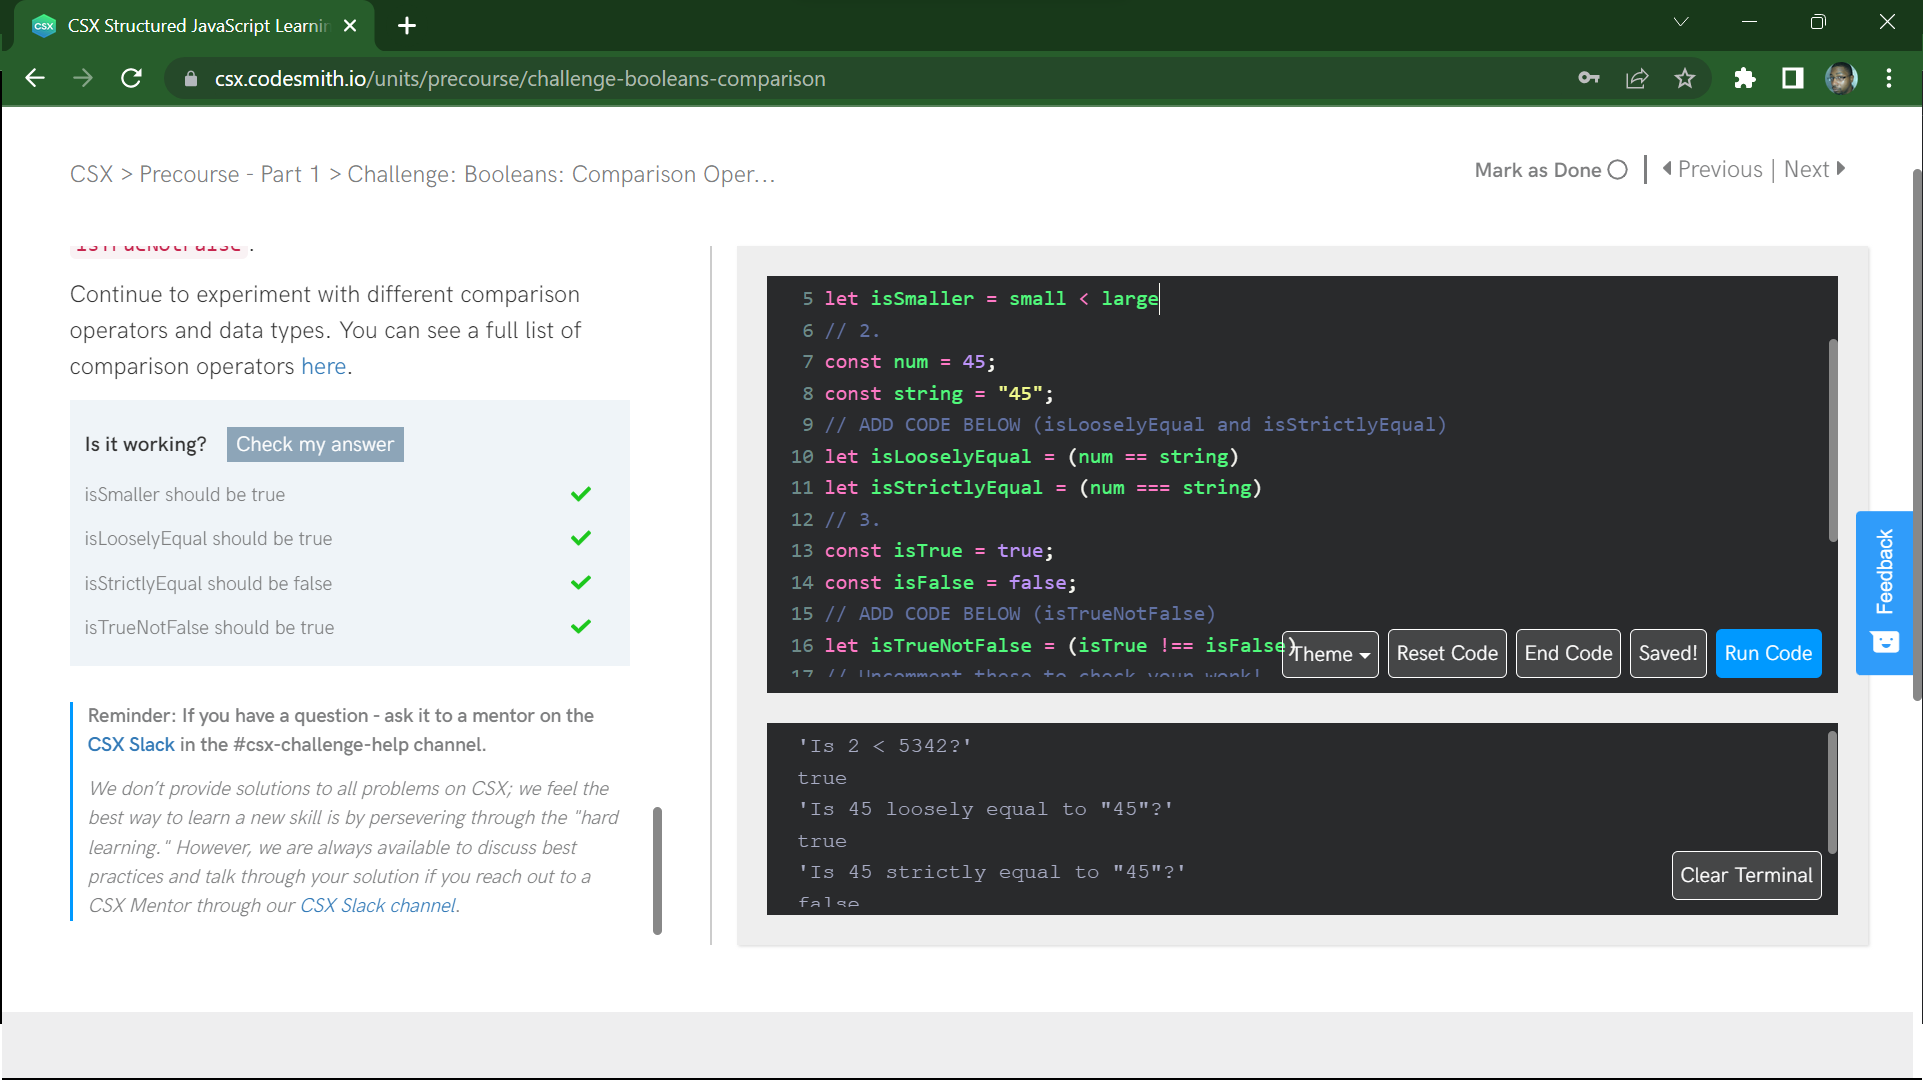 CSX Structured JavaScript Learnin
csx.codesmith.io/units/precourse/challenge-booleans-comparison
CSX > Precourse - Part 1 > Challenge: Booleans: Comparison Oper...
Mark as Done
Previous | Next
isTrueNotFalse .
Continue to experiment with different comparison
operators and data types. You can see a full list of
comparison operators here.
Is it working?
Check my answer
isSmaller should be true
isLooselyEqual should be true
isStrictlyEqual should be false
isTrueNotFalse should be true
Reminder: If you have a question - ask it to a mentor on the
CSX Slack in the #csx-challenge-help channel.
We don’t provide solutions to all problems on CSX; we feel the
best way to learn a new skill is by persevering through the "hard
learning." However, we are always available to discuss best
practices and talk through your solution if you reach out to a
CSX Mentor through our CSX Slack channel.
5 let isSmaller = small < large
6 // 2.
7 const num = 45;
8 const string = "45";
9 // ADD CODE BELOW (isLooselyEqual and isStrictlyEqual)
10 let isLooselyEqual = (num == string)
11 let isStrictlyEqual = (num === string)
12 // 3.
13 const isTrue = true;
14 const isFalse = false;
15 // ADD CODE BELOW (isTrueNotFalse)
16 let isTrueNotFalse = (isTrue !== isFalse)
17 // Uncomment these to check your work!
Theme
Reset Code
End Code
Saved!
Run Code
'Is 2 < 5342?'
true
'Is 45 loosely equal to "45"?'
true
'Is 45 strictly equal to "45"?'
false
Clear Terminal
Feedback